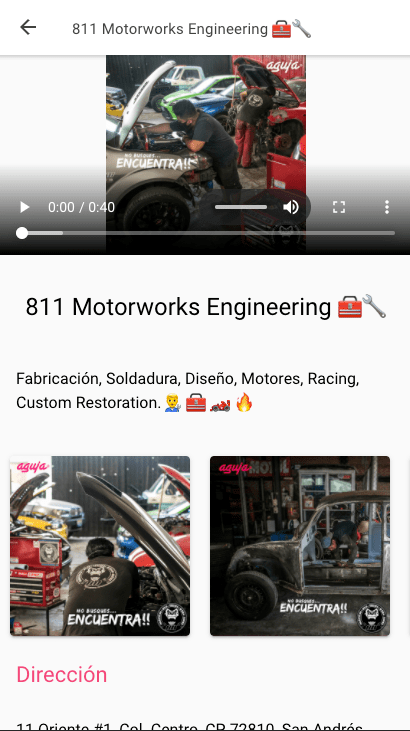 811 Motorworks Engineering 🧰🔧
aguja
NO BUSQUES...
ENCUENTRA!!
0:00 / 0:40
811 Motorworks Engineering 🧰🔧
Fabricación, Soldadura, Diseño, Motores, Racing,
Custom Restoration. 👨‍🔧 🧰 🏎️ 🔥
aguja
NO BUSQUES...
ENCUENTRA!!
aguja
NO BUSQUES...
ENCUENTRA!!
Dirección
11 Oriente #1, Col. Centro, CP 72810, San Andrés